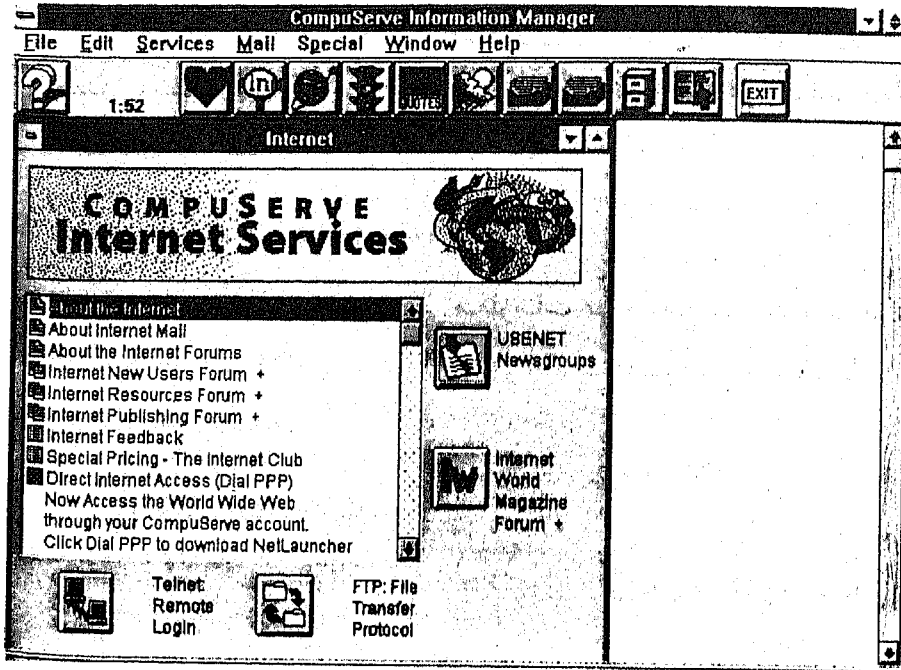 CompuServe Information Manager
File Edit Services Mail Special Window Help
1:52
In
QUOTES
EXIT
Internet
COMPUSERVE
Internet Services
About the Internet
About Internet Mail
About the Internet Forums
Internet New Users Forum +
Internet Resources Forum +
Internet Publishing Forum +
Internet Feedback
Special Pricing - The Internet Club
Direct Internet Access (Dial PPP)
Now Access the World Wide Web
through your CompuServe account.
Click Dial PPP to download NetLauncher
USENET
Newsgroups
Iw
Internet
World
Magazine
Forum +
Telnet:
Remote
Login
FTP: File
Transfer
Protocol